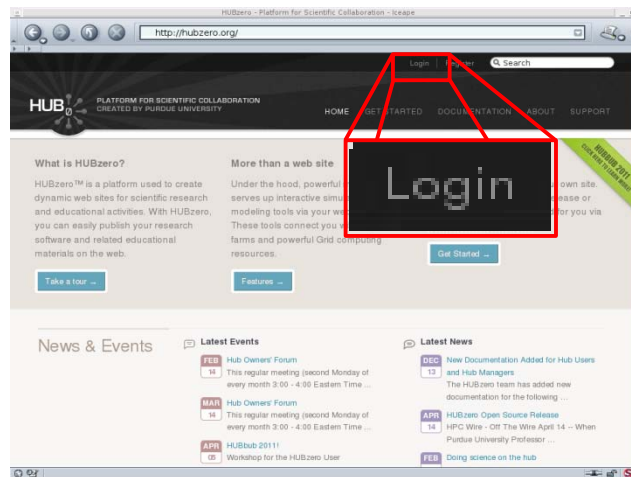 HUBzero - Platform for Scientific Collaboration - Iceape
http://hubzero.org/
Login Register Search
HUB
PLATFORM FOR SCIENTIFIC COLLABORATION
CREATED BY PURDUE UNIVERSITY
HOME GET STARTED DOCUMENTATION ABOUT SUPPORT
Login
HUBBUB 2011
CLICK HERE TO LEARN MORE
What is HUBzero?
HUBzero™ is a platform used to create
dynamic web sites for scientific research
and educational activities. With HUBzero,
you can easily publish your research
software and related educational
materials on the web.
Take a tour →
More than a web site
Under the hood, powerful
serves up interactive
modeling tools via your
These tools connect you
farms and powerful Grid computing
resources.
Features →
own site.
for you via
Get Started →
News & Events
Latest Events
FEB 14 Hub Owners' Forum
This regular meeting (second Monday of
every month 3:00 - 4:00 Eastern Time ...
MAR 14 Hub Owners' Forum
This regular meeting (second Monday of
every month 3:00 - 4:00 Eastern Time ...
APR 05 HUBbub 2011!
Workshop for the HUBzero User
Latest News
DEC 13 New Documentation Added for Hub Users
and Hub Managers
The HUBzero team has added new
documentation for the following ...
APR 14 HUBzero Open Source Release
HPC Wire - Off The Wire April 14 -- When
Purdue University Professor ...
FEB Doing science on the hub